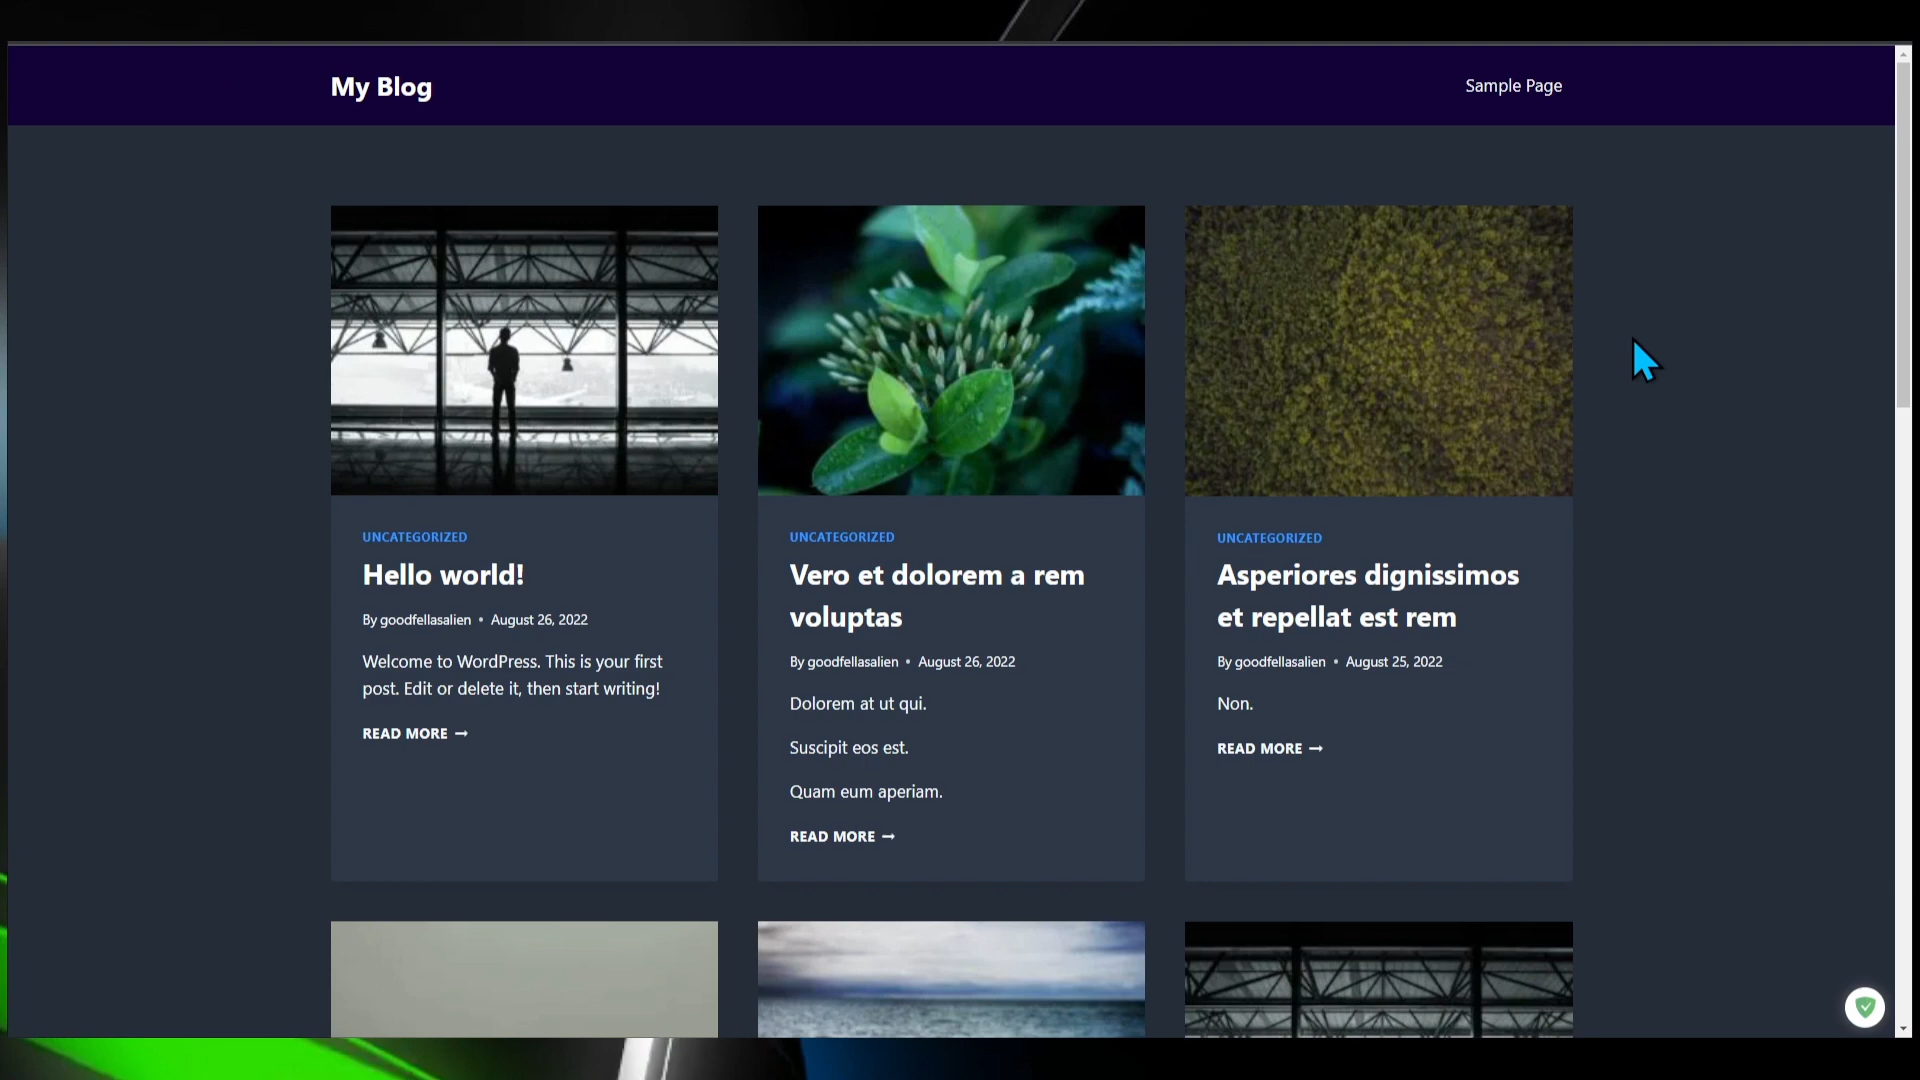 My Blog
Sample Page
UNCATEGORIZED
Hello world!
By goodfellasalien • August 26, 2022
Welcome to WordPress. This is your first
post. Edit or delete it, then start writing!
READ MORE →
UNCATEGORIZED
Vero et dolorem a rem
voluptas
By goodfellasalien • August 26, 2022
Dolorem at ut qui.
Suscipit eos est.
Quam eum aperiam.
READ MORE →
UNCATEGORIZED
Asperiores dignissimos
et repellat est rem
By goodfellasalien • August 25, 2022
Non.
READ MORE →